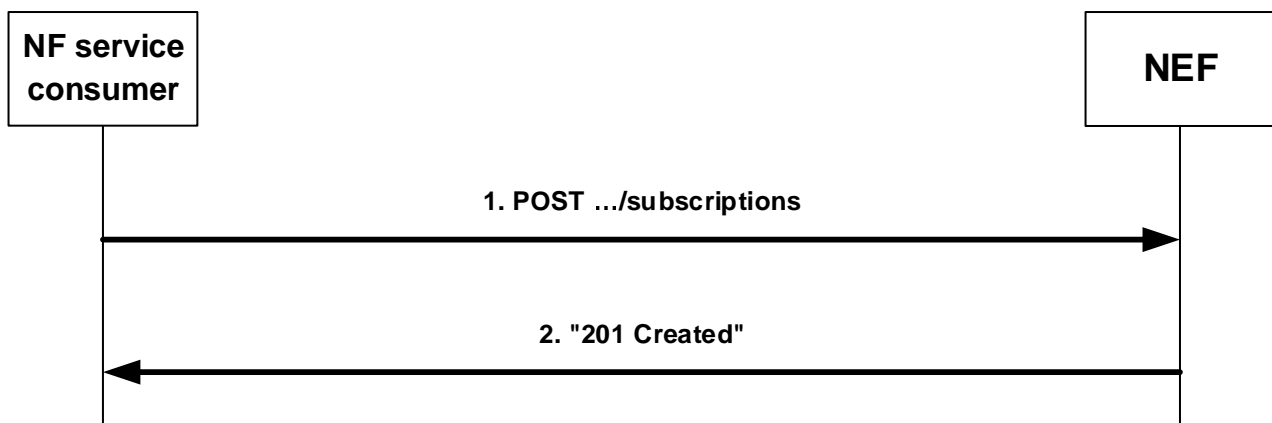 NF service
consumer
NEF
1. POST .../subscriptions
2. "201 Created"